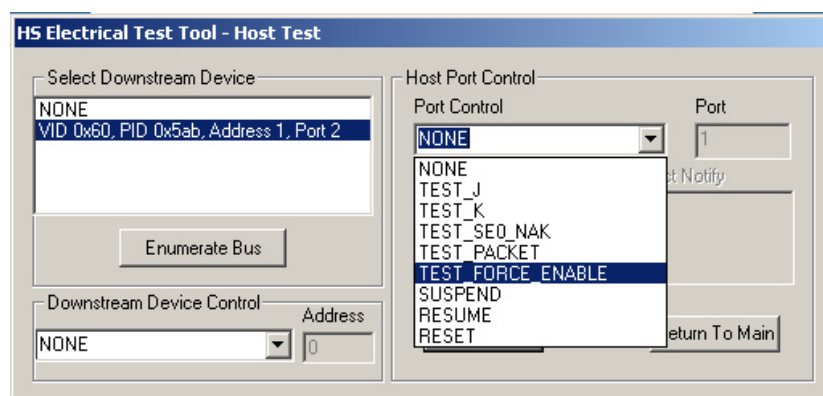 HS Electrical Test Tool - Host Test
Select Downstream Device
NONE
VID 0x60, PID 0x5ab, Address 1, Port 2
Enumerate Bus
Downstream Device Control
Address
NONE
0
Host Port Control
Port Control
Port
NONE
1
NONE
TEST_J
TEST_K
TEST_SE0_NAK
TEST_PACKET
TEST_FORCE_ENABLE
SUSPEND
RESUME
RESET
Notify
To Main